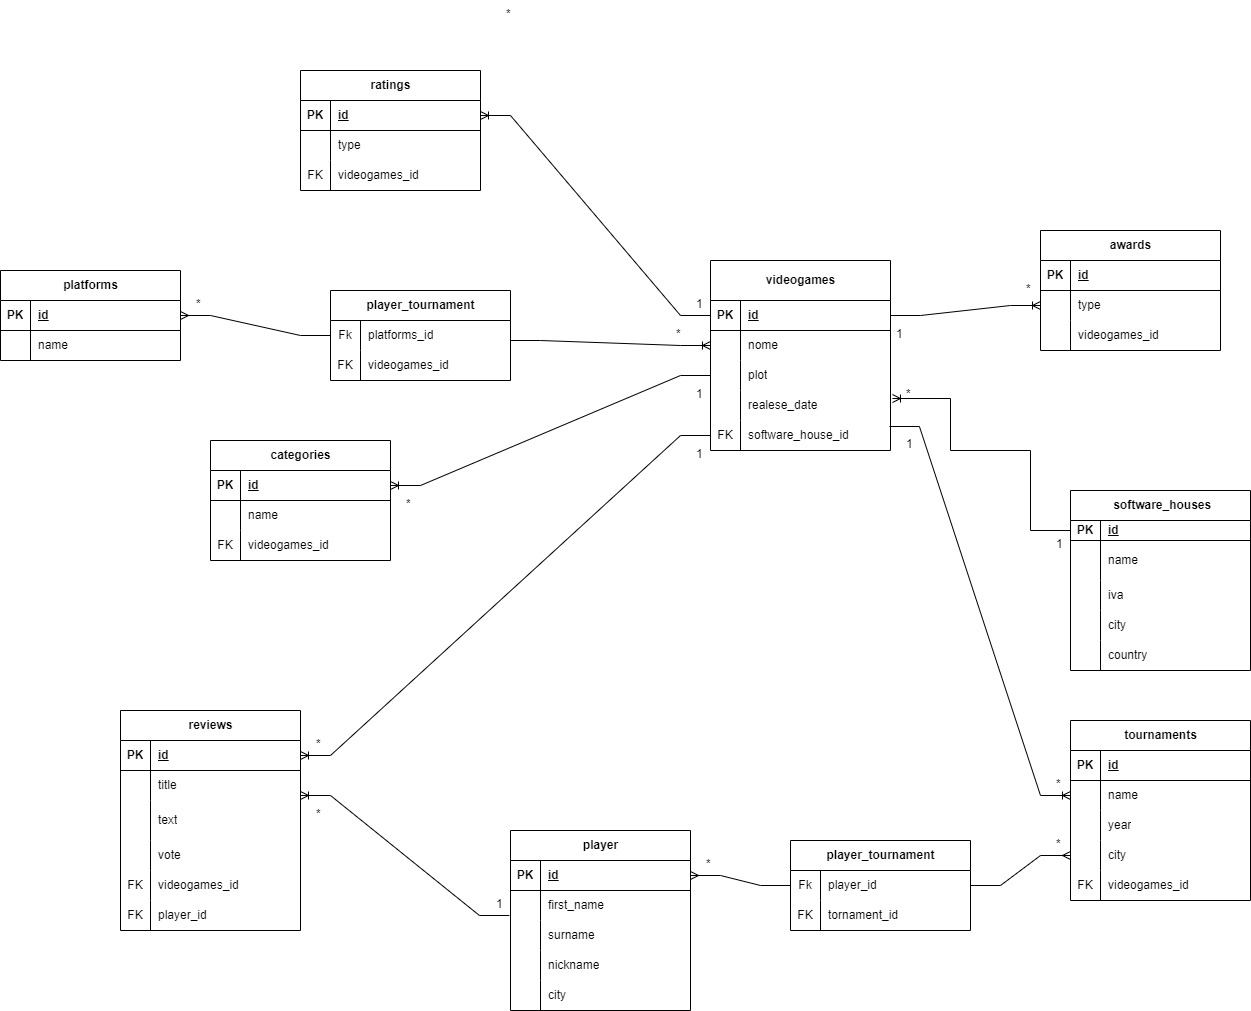 *
ratings
PK id
type
FK videogames_id
1
*
platforms
PK id
name
*
player_tournament
Fk platforms_id
FK videogames_id
videogames
PK id
nome
plot
realese_date
FK software_house_id
1
1
1
*
1
awards
PK id
type
videogames_id
*
categories
PK id
name
FK videogames_id
*
software_houses
PK id
name
iva
city
country
1
reviews
PK id
title
text
vote
FK videogames_id
FK player_id
*
*
player
PK id
first_name
surname
nickname
city
1
*
player_tournament
Fk player_id
FK tornament_id
tournaments
PK id
name
year
city
FK videogames_id
*
*